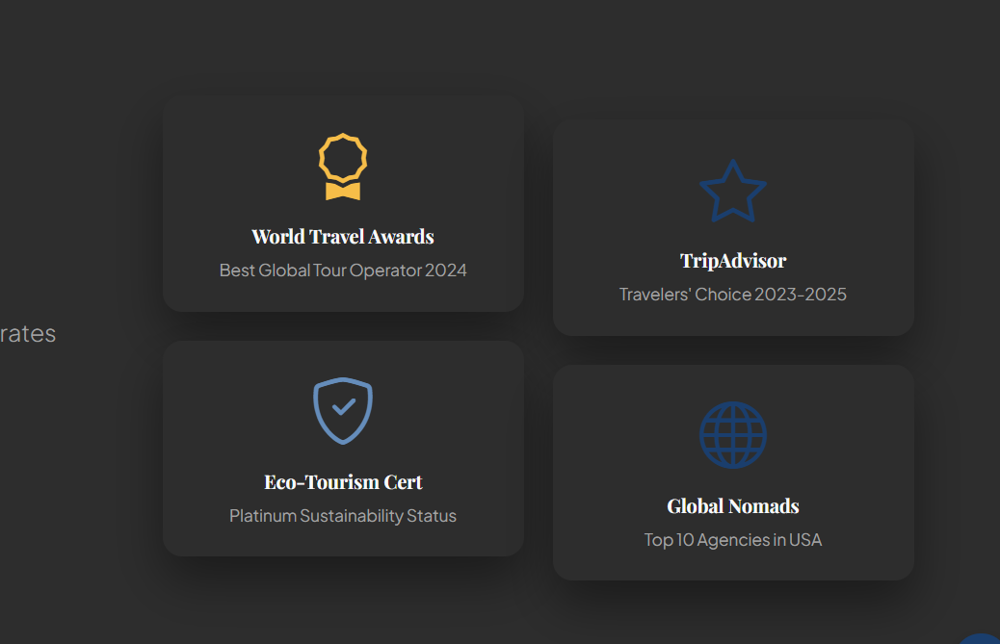 rates
World Travel Awards
Best Global Tour Operator 2024
TripAdvisor
Travelers' Choice 2023-2025
Eco-Tourism Cert
Platinum Sustainability Status
Global Nomads
Top 10 Agencies in USA